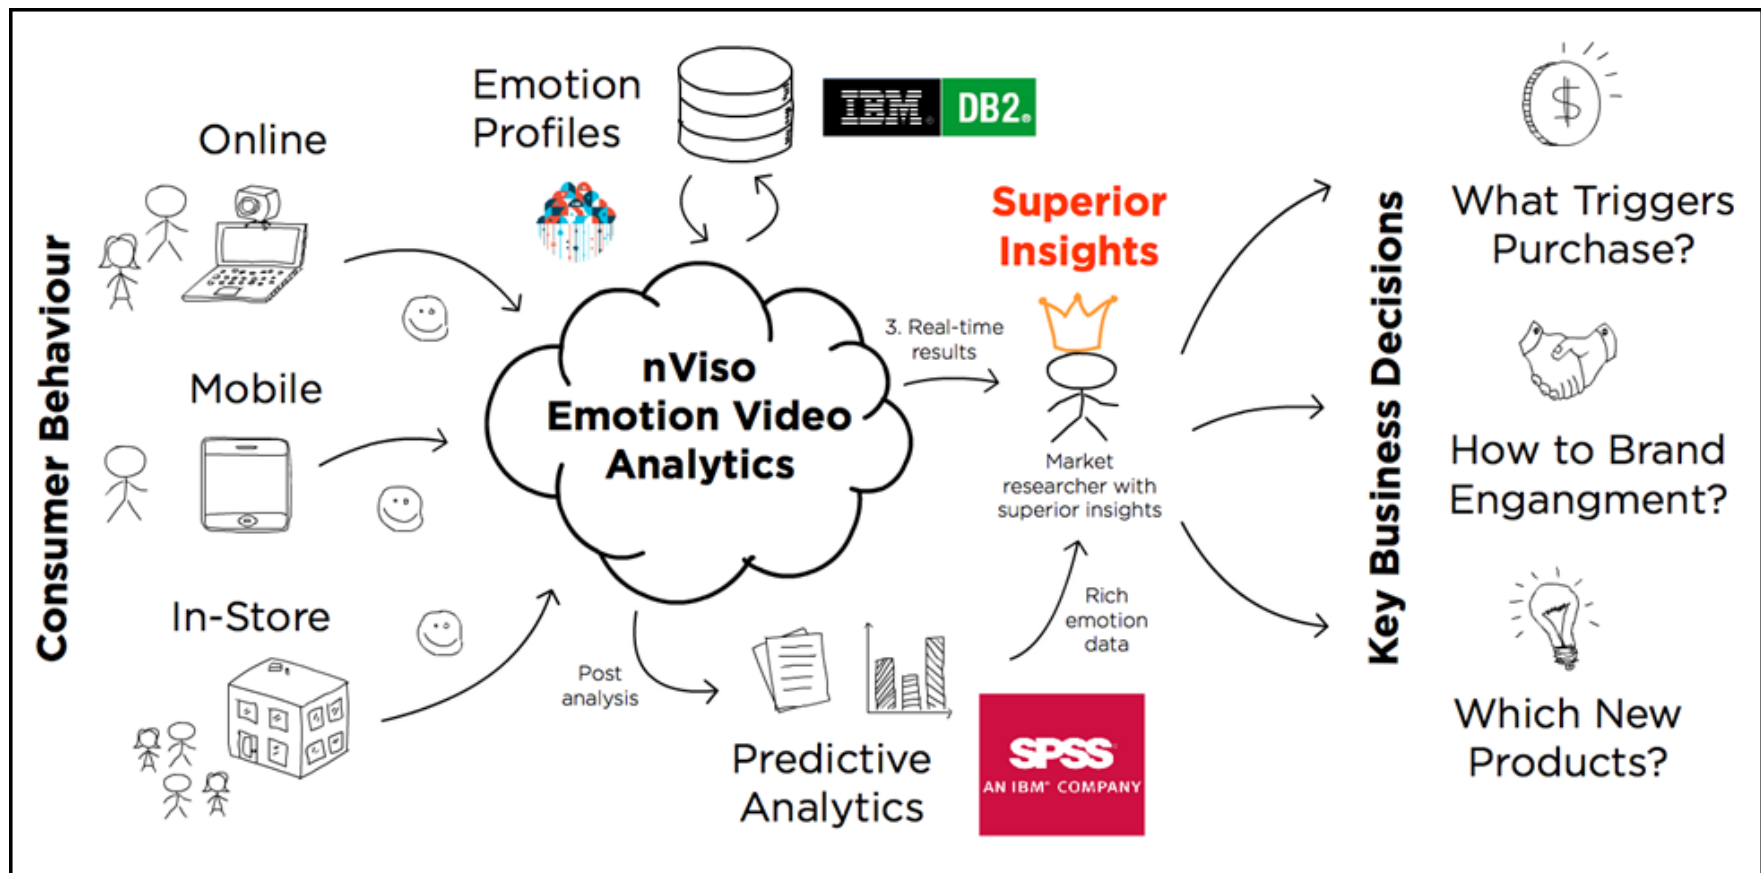 Consumer Behaviour
Online
Mobile
In-Store
Emotion
Profiles
IBM®
DB2®
nViso
Emotion Video
Analytics
Post
analysis
Predictive
Analytics
SPSS
AN IBM® COMPANY
3. Real-time
results
Superior
Insights
Market
researcher with
superior insights
Rich
emotion
data
Key Business Decisions
$
What Triggers
Purchase?
How to Brand
Engangment?
Which New
Products?